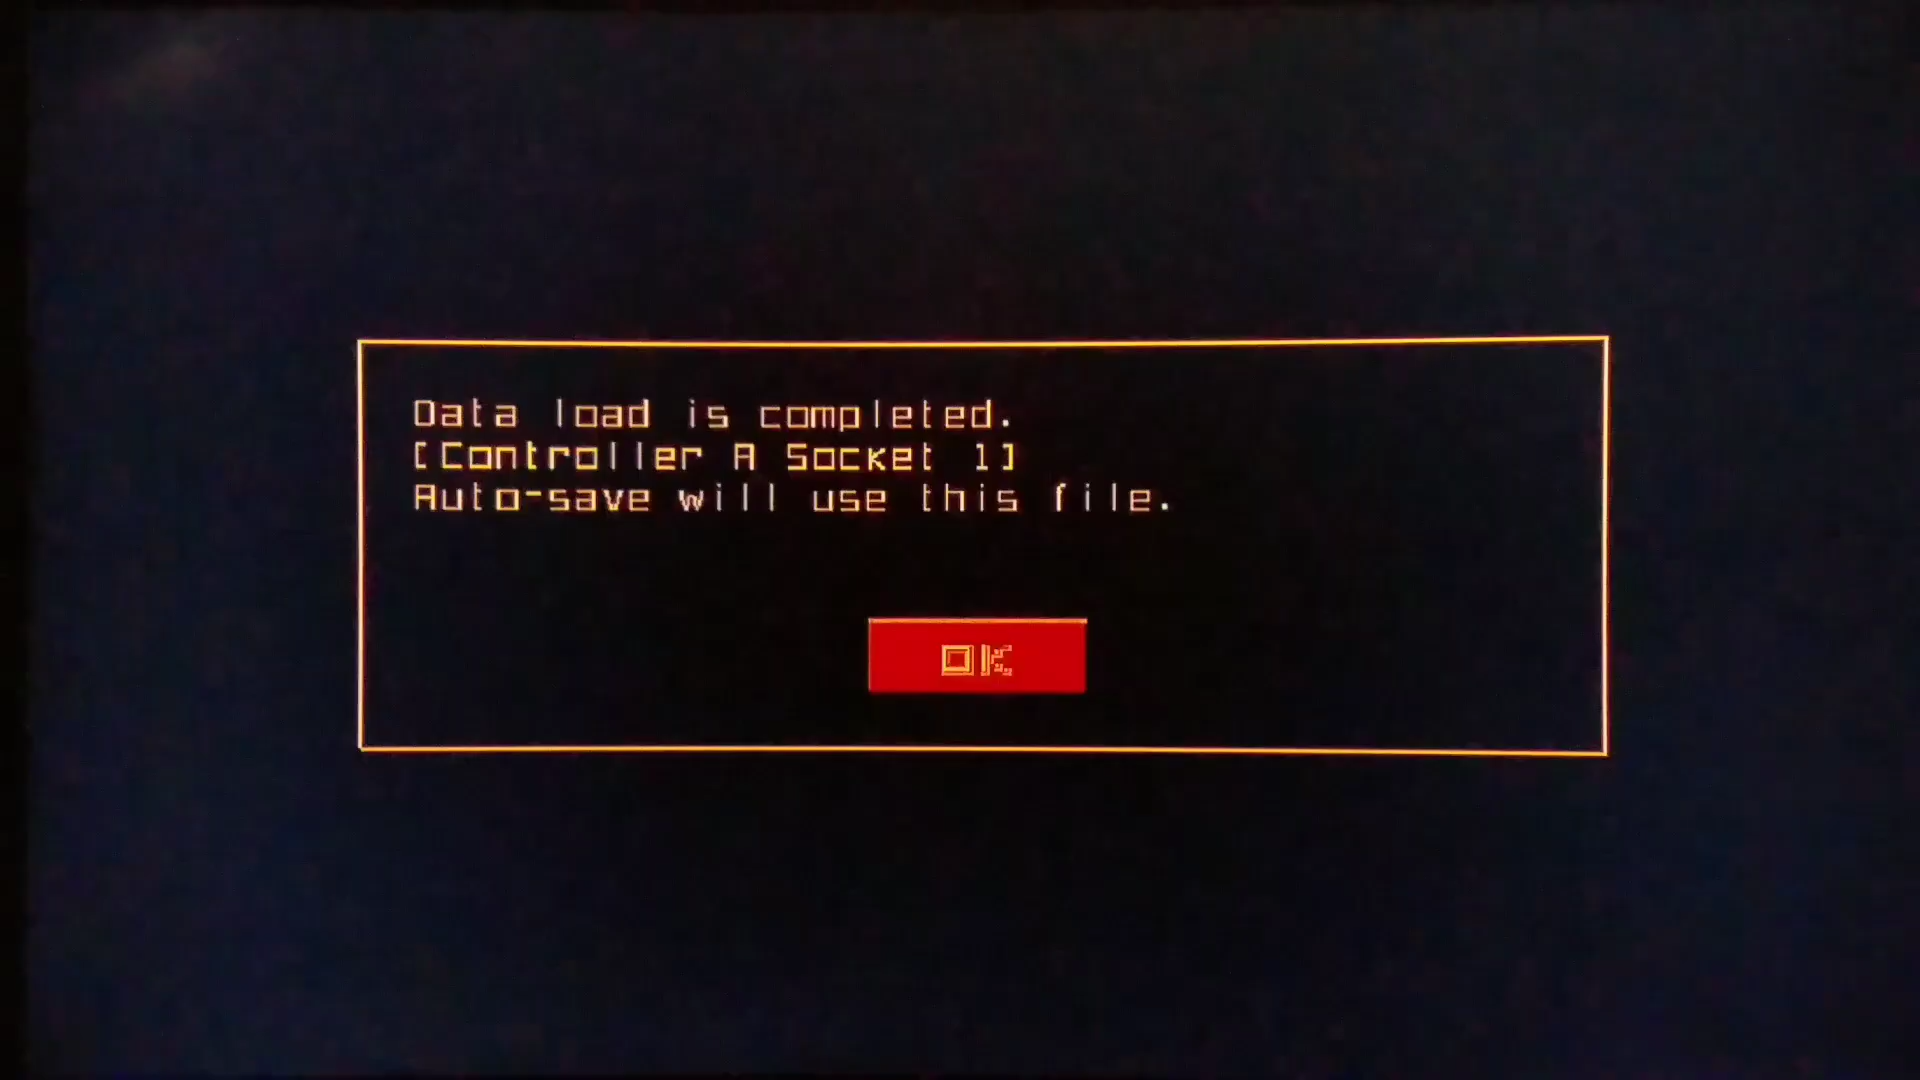 Data load is completed.
[Controller A Socket 1]
Auto-save will use this file.
OK